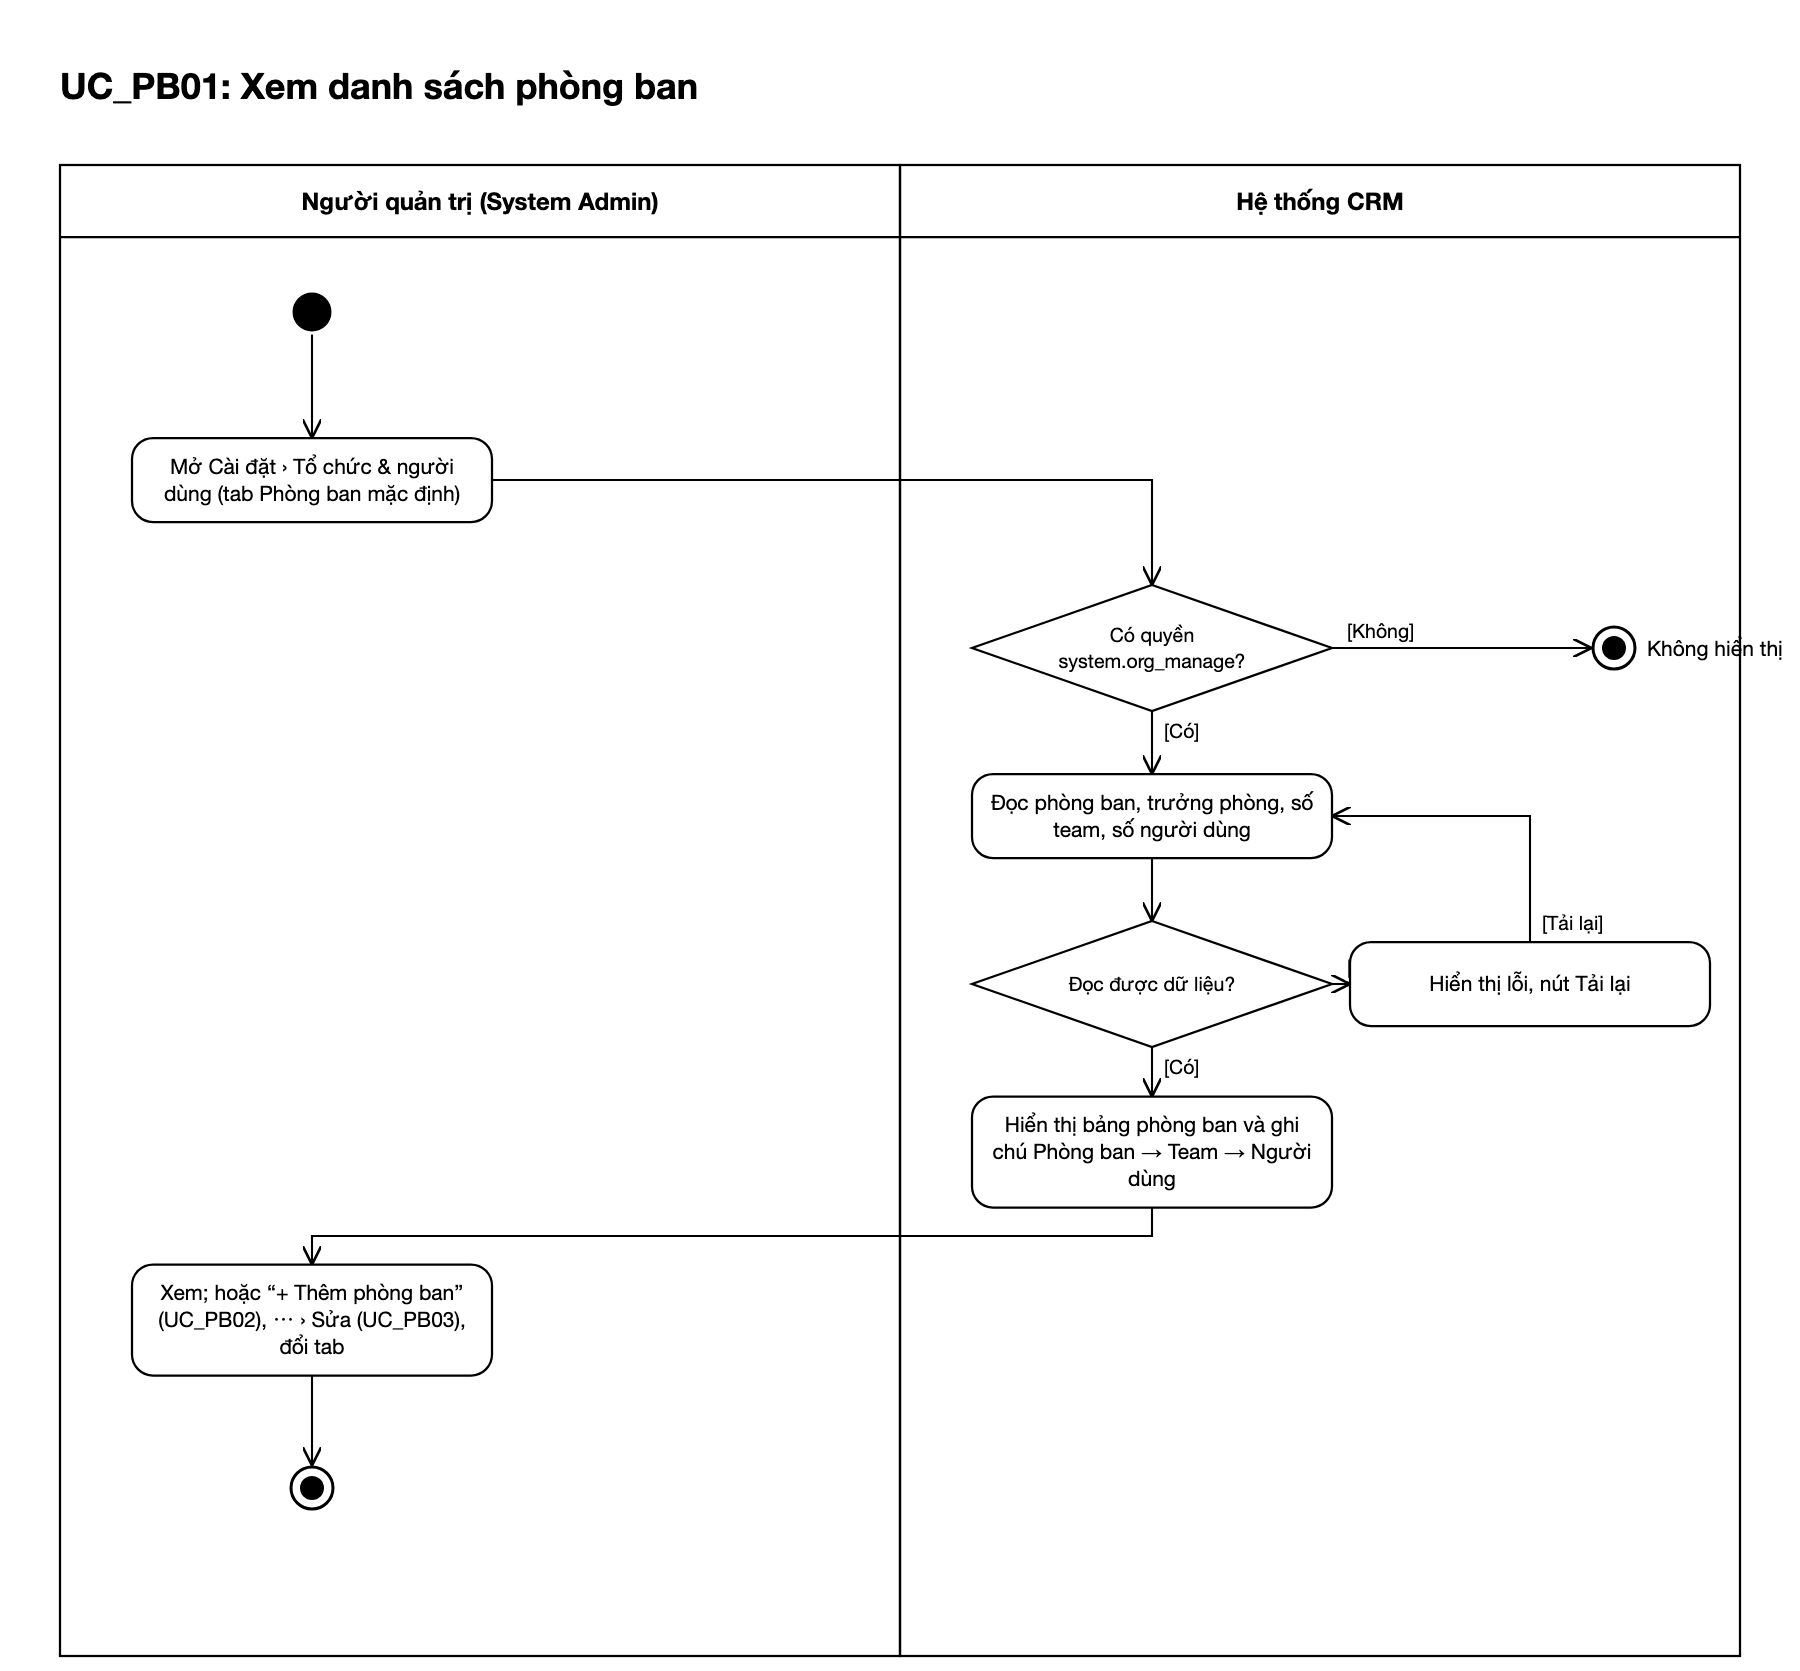 UC_PB01: Xem danh sách phòng ban
Người quản trị (System Admin)
Hệ thống CRM
Mở Cài đặt › Tổ chức & người
dùng (tab Phòng ban mặc định)
Có quyền
system.org_manage?
[Không]
Không hiển thị
[Có]
Đọc phòng ban, trưởng phòng, số
team, số người dùng
[Tải lại]
Đọc được dữ liệu?
Hiển thị lỗi, nút Tải lại
[Có]
Hiển thị bảng phòng ban và ghi
chú Phòng ban → Team → Người
dùng
Xem; hoặc “+ Thêm phòng ban”
(UC_PB02), ⋯ › Sửa (UC_PB03),
đổi tab